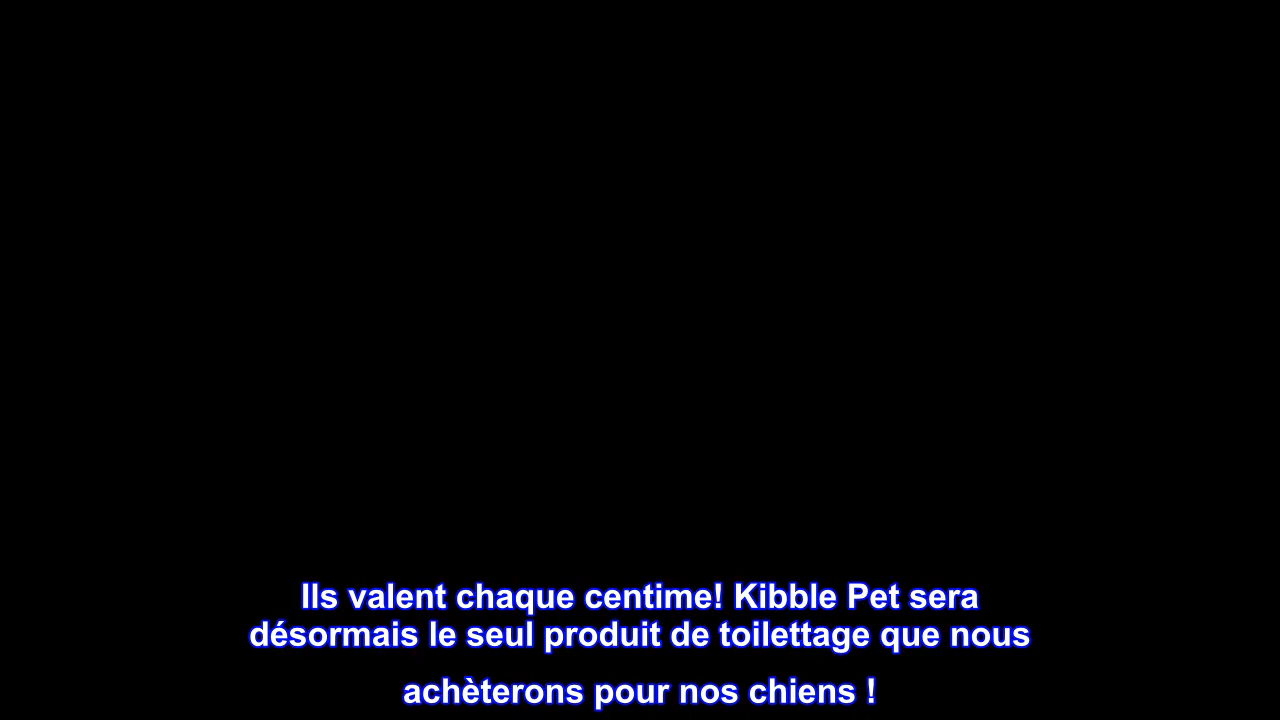 Ils valent chaque centime! Kibble Pet sera
désormais le seul produit de toilettage que nous
achèterons pour nos chiens !